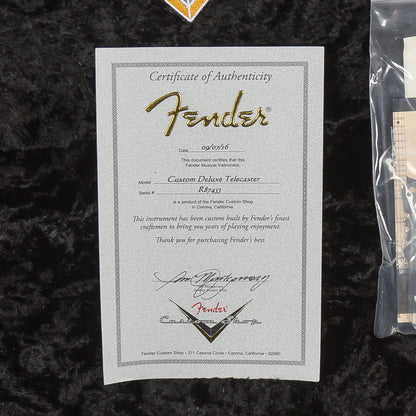 Certificate of Authenticity
Fender
Date 09/07/16
This document certifies that this
Fender Musical Instrument,
Model Custom Deluxe Telecaster
Serial # R87453
is a product of the Fender Custom Shop
in Corona, California.
This instrument has been custom built by Fender's finest
craftsmen to bring you years of playing enjoyment.
Thank you for purchasing Fender's best.
Fender
Custom Shop
Fender Custom Shop • 311 Cessna Circle • Corona, California • 92880